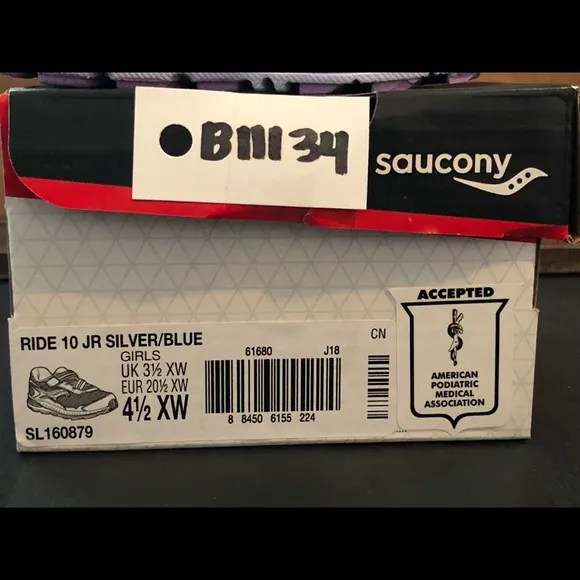 B11134
saucony
RIDE 10 JR SILVER/BLUE
GIRLS
UK 3½ XW
EUR 20½ XW
4½ XW
SL160879
61680 J18
8 84506 6155 224
CN
ACCEPTED
AMERICAN
PODIATRIC
MEDICAL
ASSOCIATION